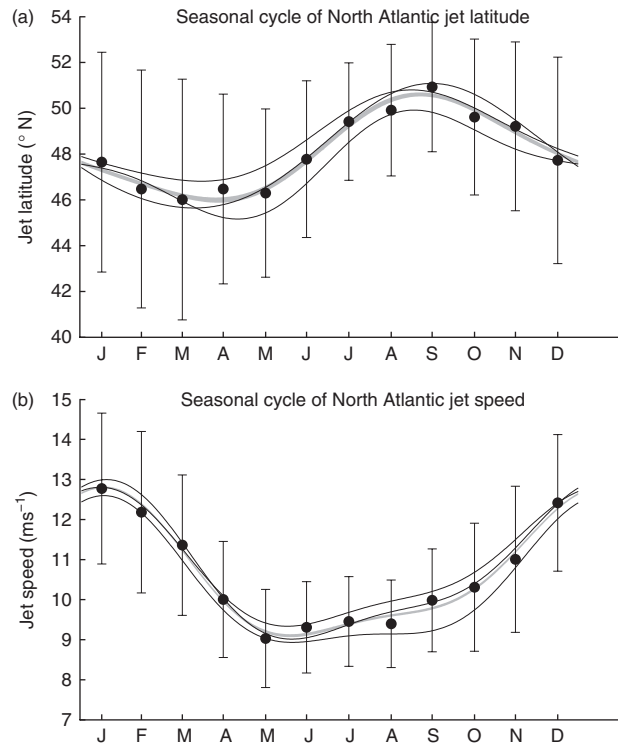 (a) Seasonal cycle of North Atlantic jet latitude
54
52
50
48
46
44
42
40
Jet latitude (° N)
J F M A M J J A S O N D
(b) Seasonal cycle of North Atlantic jet speed
15
14
13
12
11
10
9
8
7
Jet speed (ms⁻¹)
J F M A M J J A S O N D